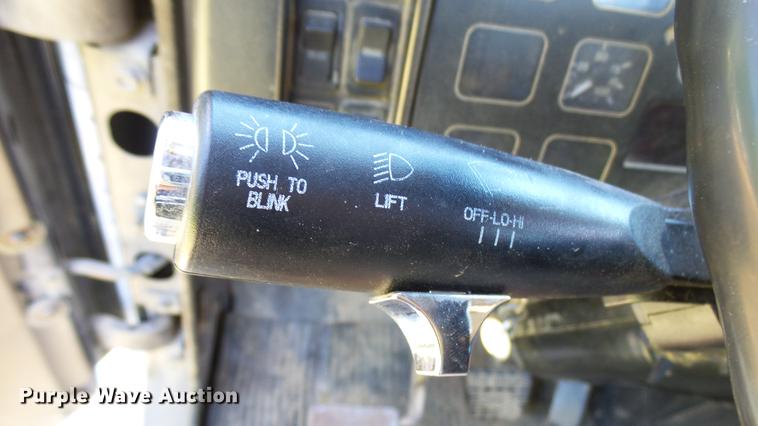 PUSH TO
BLINK
LIFT
OFF-LO-HI
Purple Wave Auction